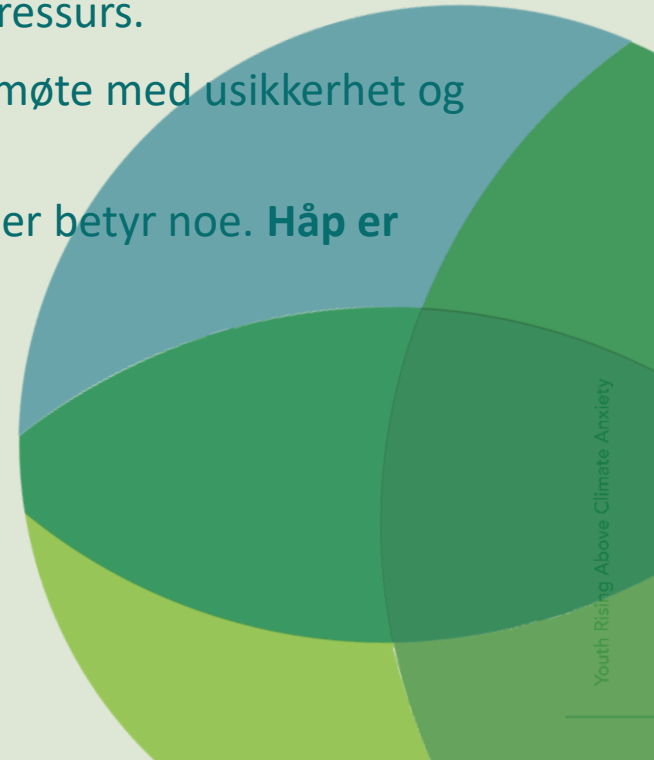 ressurs.
møte med usikkerhet og
er betyr noe. Håp er
Youth Rising Above Climate Anxiety